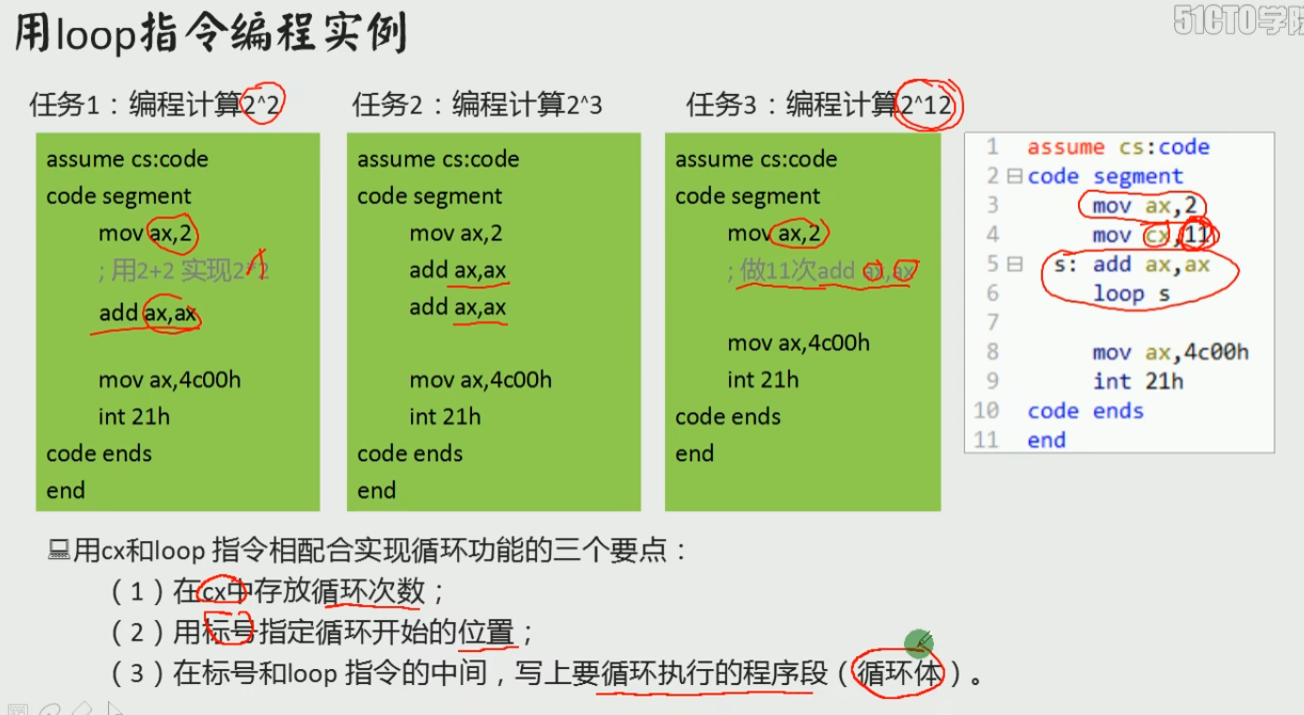 51CTO学院
用loop指令编程实例
任务1：编程计算2^2
assume cs:code
code segment
mov ax,2
; 用2+2 实现2^2
add ax,ax
mov ax,4c00h
int 21h
code ends
end
任务2：编程计算2^3
assume cs:code
code segment
mov ax,2
add ax,ax
add ax,ax
mov ax,4c00h
int 21h
code ends
end
任务3：编程计算2^12
assume cs:code
code segment
mov ax,2
; 做11次add ax,ax
mov ax,4c00h
int 21h
code ends
end
1 assume cs:code
2 code segment
3 mov ax,2
4 mov cx,11
5 s: add ax,ax
6 loop s
7
8 mov ax,4c00h
9 int 21h
10 code ends
11 end
用cx和loop 指令相配合实现循环功能的三个要点：
（1）在cx中存放循环次数；
（2）用标号指定循环开始的位置；
（3）在标号和loop 指令的中间，写上要循环执行的程序段（循环体）。